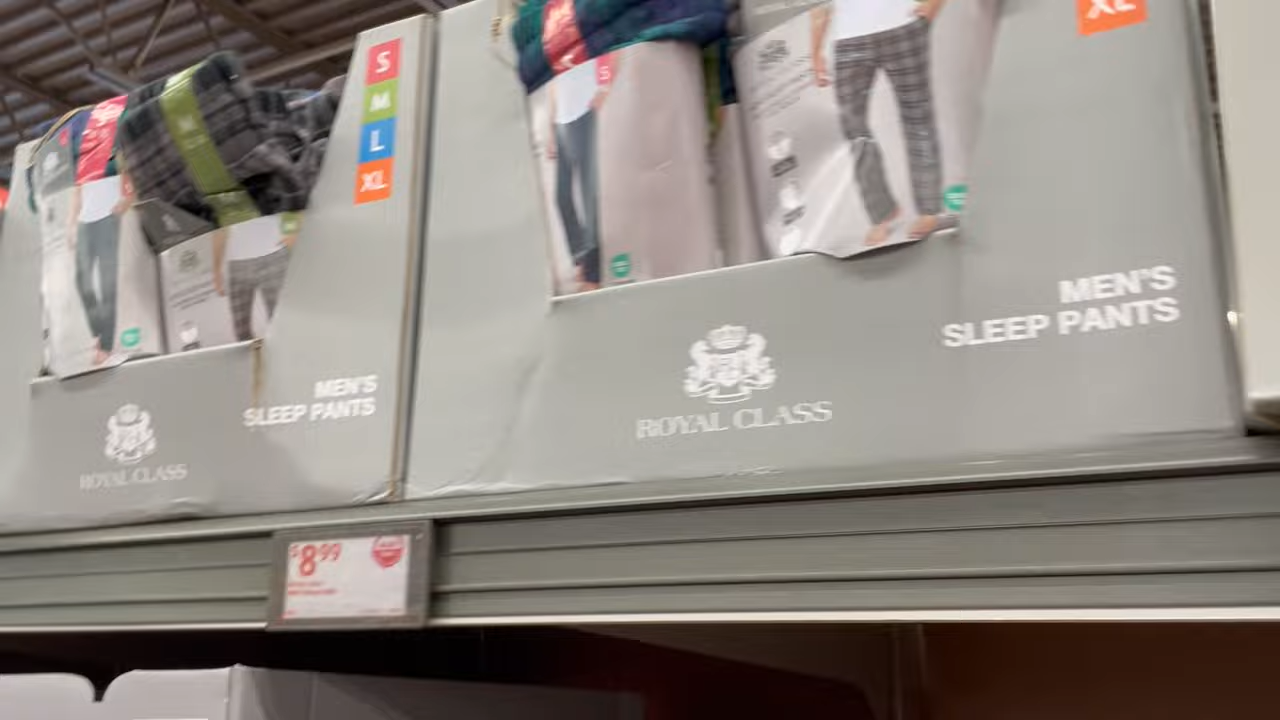 S
M
L
XL
MEN'S
SLEEP PANTS
ROYAL CLASS
$8.99
S
XL
MEN'S
SLEEP PANTS
ROYAL CLASS